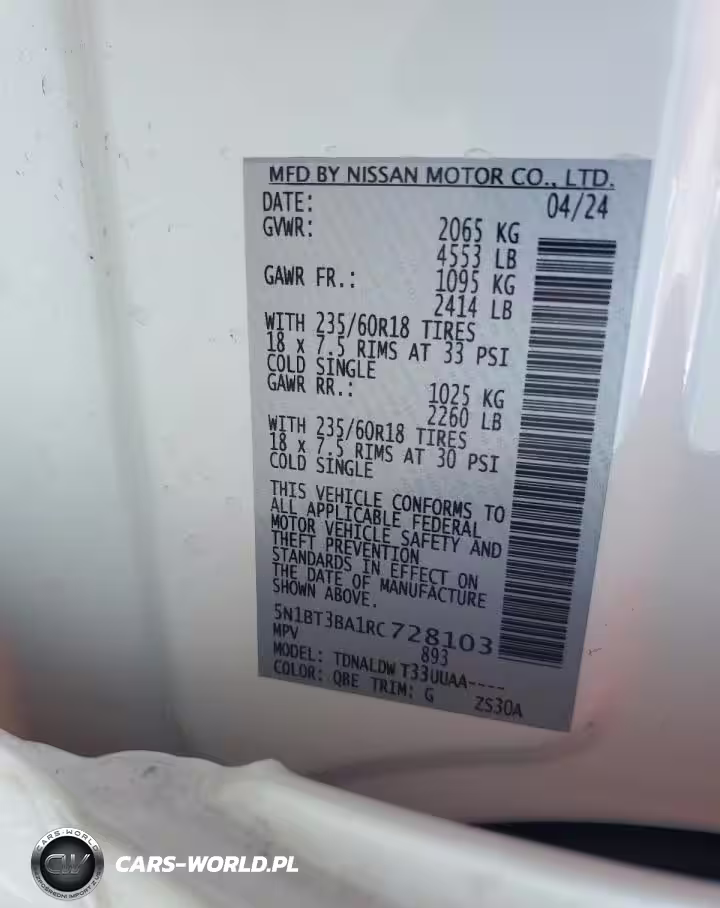 MFD BY NISSAN MOTOR CO., LTD.
DATE: 04/24
GVWR: 2065 KG
4553 LB
GAWR FR.: 1095 KG
2414 LB
WITH 235/60R18 TIRES
18 x 7.5 RIMS AT 33 PSI
COLD SINGLE
GAWR RR.: 1025 KG
2260 LB
WITH 235/60R18 TIRES
18 x 7.5 RIMS AT 30 PSI
COLD SINGLE
THIS VEHICLE CONFORMS TO
ALL APPLICABLE FEDERAL
MOTOR VEHICLE SAFETY AND
THEFT PREVENTION
STANDARDS IN EFFECT ON
THE DATE OF MANUFACTURE
SHOWN ABOVE.
5N1BT3BA1RC728103
MPV 893
MODEL: TDNALDW T33UUAA----
COLOR: QBE TRIM: G ZS30A
CARS-WORLD
CW
CARS-WORLD.PL